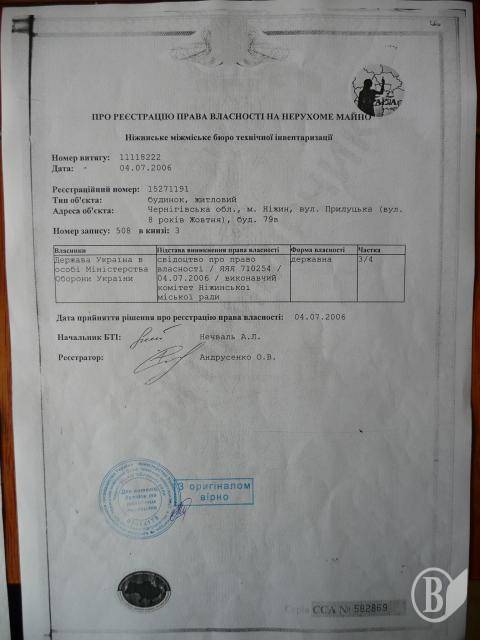 ПРО РЕЄСТРАЦІЮ ПРАВА ВЛАСНОСТІ НА НЕРУХОМЕ МАЙНО
Ніжинське міжміське бюро технічної інвентаризації
Номер витягу: 11118222
Дата: - 04.07.2006
Реєстраційний номер: 15271191
Тип об'єкта: будинок, житловий
Адреса об'єкта: Чернігівська обл., м. Ніжин, вул. Прилуцька (вул.
8 років Жовтня), буд. 79в
Номер запису: 508 в книзі: 3
Власники Підстава виникнення права власності Форма власності Частка
Держава Україна в свідоцтво про право державна 3/4
особі Міністерства власності / ЯЯЯ 710254 /
Оборони України 04.07.2006 / виконавчий
комітет Ніжинської
міської ради
Дата прийняття рішення про реєстрацію права власності: 04.07.2006
Начальник БТІ: Нечваль А.Л.
Реєстратор: Андрусенко О.В.
З оригіналом
вірно
Серія ССА № 582869
В